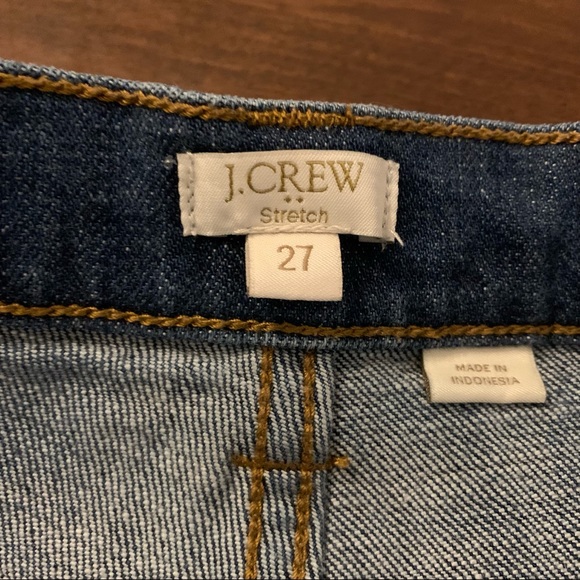 J.CREW
Stretch
27
MADE IN
INDONESIA